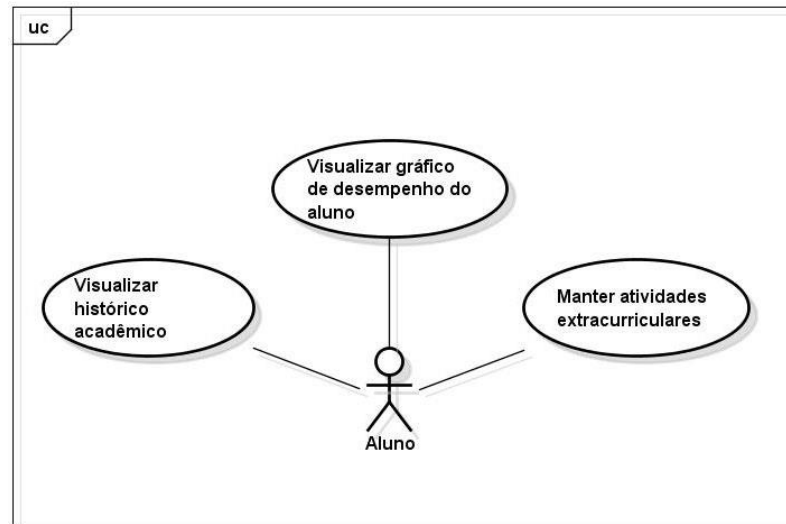 uc
Visualizar gráfico
de desempenho do
aluno
Visualizar
histórico
acadêmico
Manter atividades
extracurriculares
Aluno